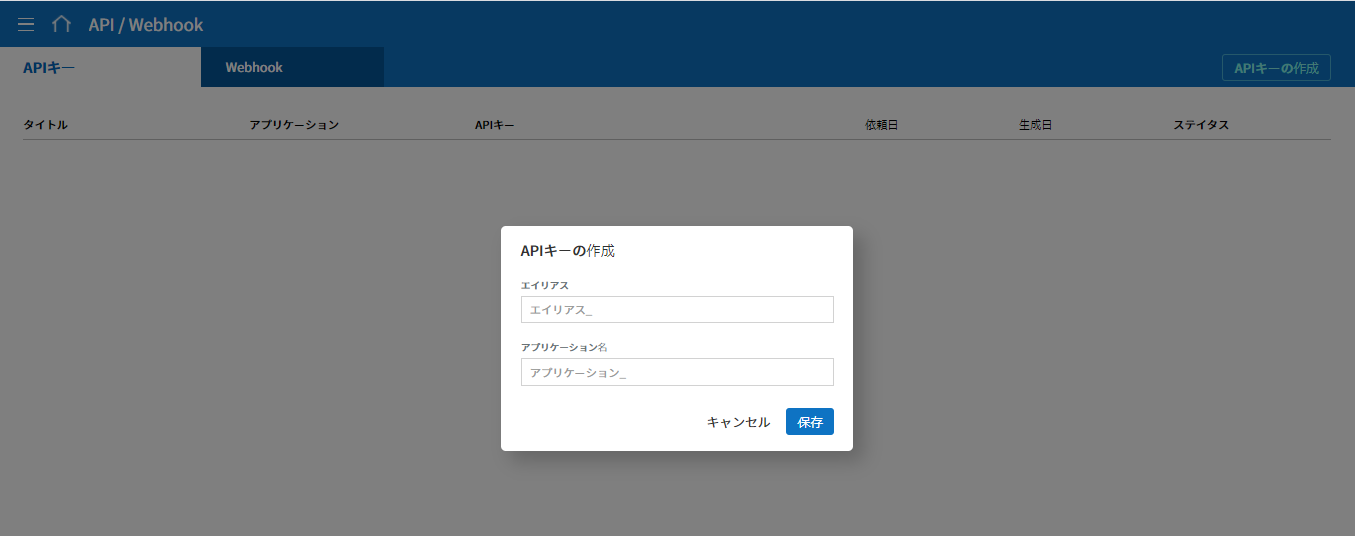 API / Webhook
APIキー
Webhook
APIキーの作成
タイトル
アプリケーション
APIキー
依頼日
生成日
ステイタス
APIキーの作成
エイリアス
エイリアス_
アプリケーション名
アプリケーション_
キャンセル
保存